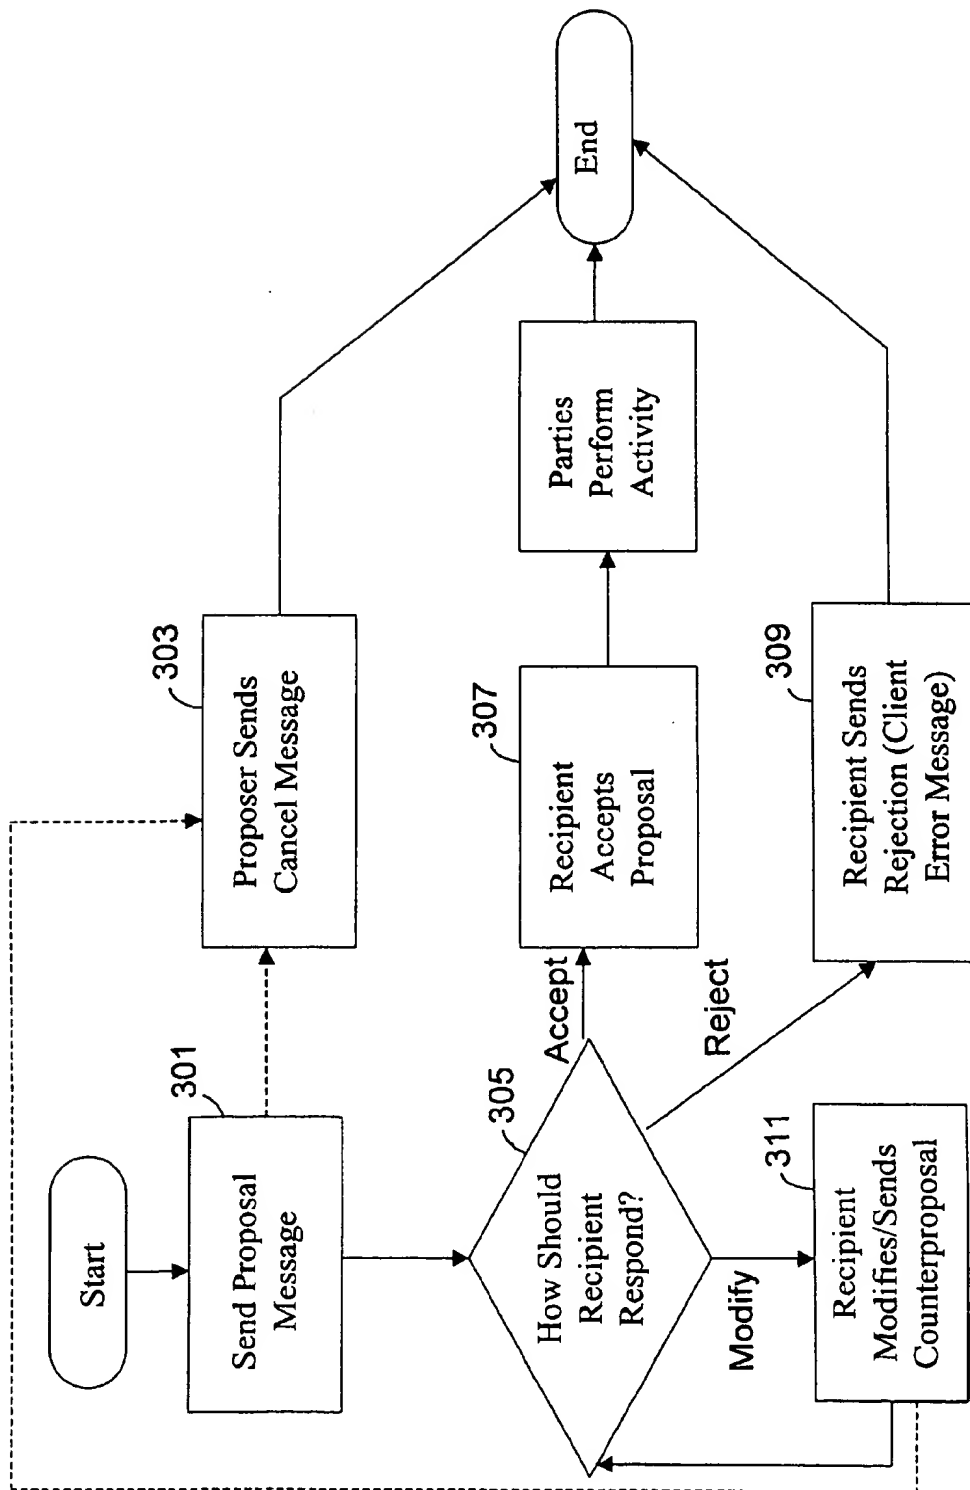 Start
301
Send Proposal
Message
303
Proposer Sends
Cancel Message
305
How Should
Recipient
Respond?
Accept
307
Recipient
Accepts
Proposal
Parties
Perform
Activity
End
Reject
309
Recipient Sends
Rejection (Client
Error Message)
Modify
311
Recipient
Modifies/Sends
Counterproposal